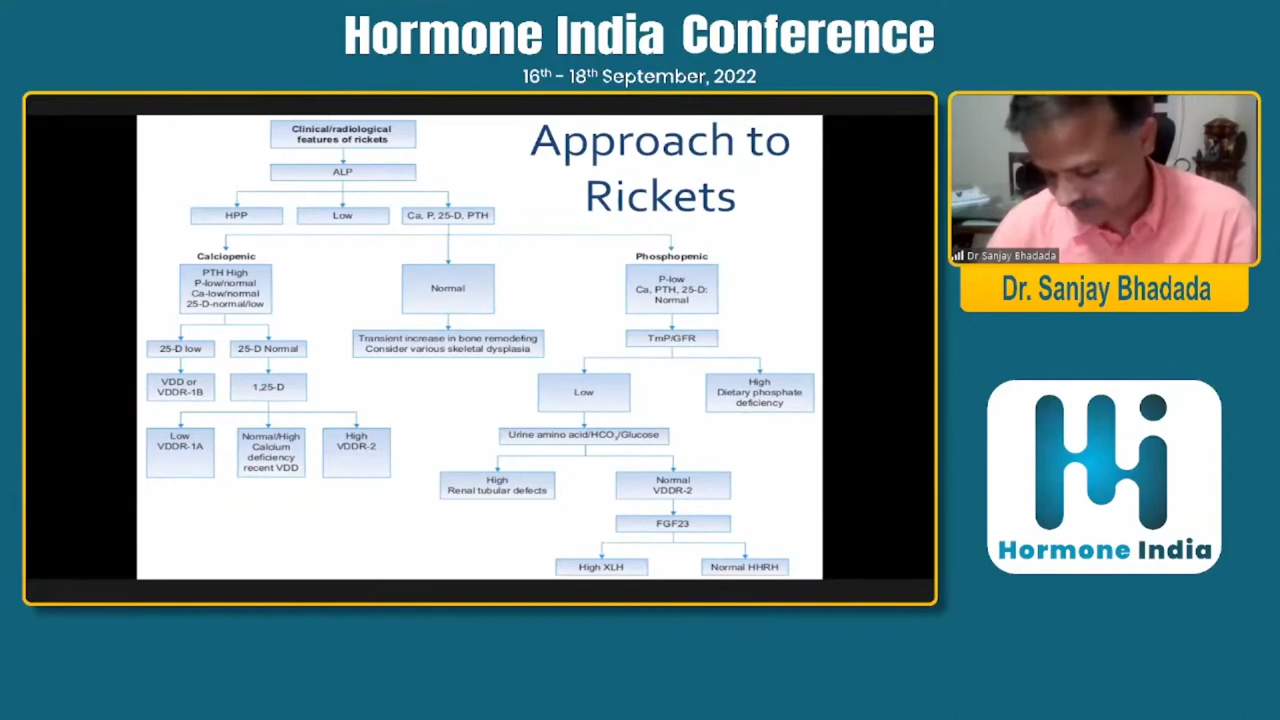 Hormone India Conference
16th - 18th September, 2022
Approach to
Rickets
Clinical/radiological
features of rickets
ALP
HPP
Low
Ca, P, 25-D, PTH
Calciopenic
PTH High
P-low/normal
Ca-low/normal
25-D-normal/low
Normal
Phosphopenic
P-low
Ca, PTH, 25-D:
Normal
25-D low
25-D Normal
Transient increase in bone remodeling
Consider various skeletal dysplasia
TmP/GFR
VDD or
VDDR-1B
1,25-D
Low
High
Dietary phosphate
deficiency
Low
VDDR-1A
Normal/High
Calcium
deficiency
recent VDD
High
VDDR-2
Urine amino acid/HCO3/Glucose
High
Renal tubular defects
Normal
VDDR-2
FGF23
High XLH
Normal HHRH
Dr Sanjay Bhadada
Dr. Sanjay Bhadada
Hormone India